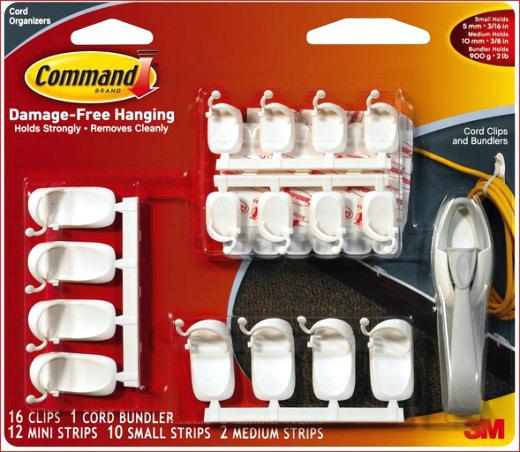 Cord
Organizers
Command
BRAND
Damage-Free Hanging
Holds Strongly • Removes Cleanly
Small Holds
5 mm • 3/16 in
Medium Holds
10 mm • 3/8 in
Bundler Holds
900 g • 2 lb
Cord Clips
and Bundlers
16 CLIPS 1 CORD BUNDLER
12 MINI STRIPS 10 SMALL STRIPS 2 MEDIUM STRIPS
3M